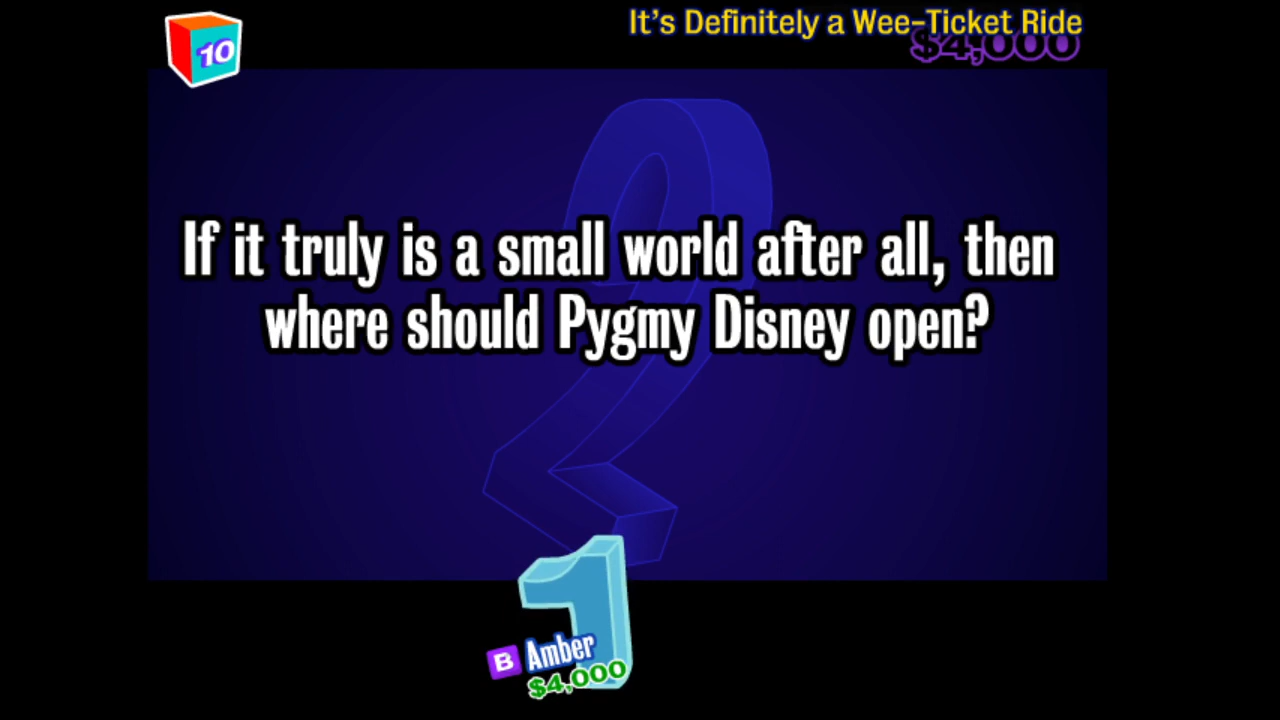 It's Definitely a Wee-Ticket Ride
$4,000
10
If it truly is a small world after all, then
where should Pygmy Disney open?
1
B Amber
$4,000